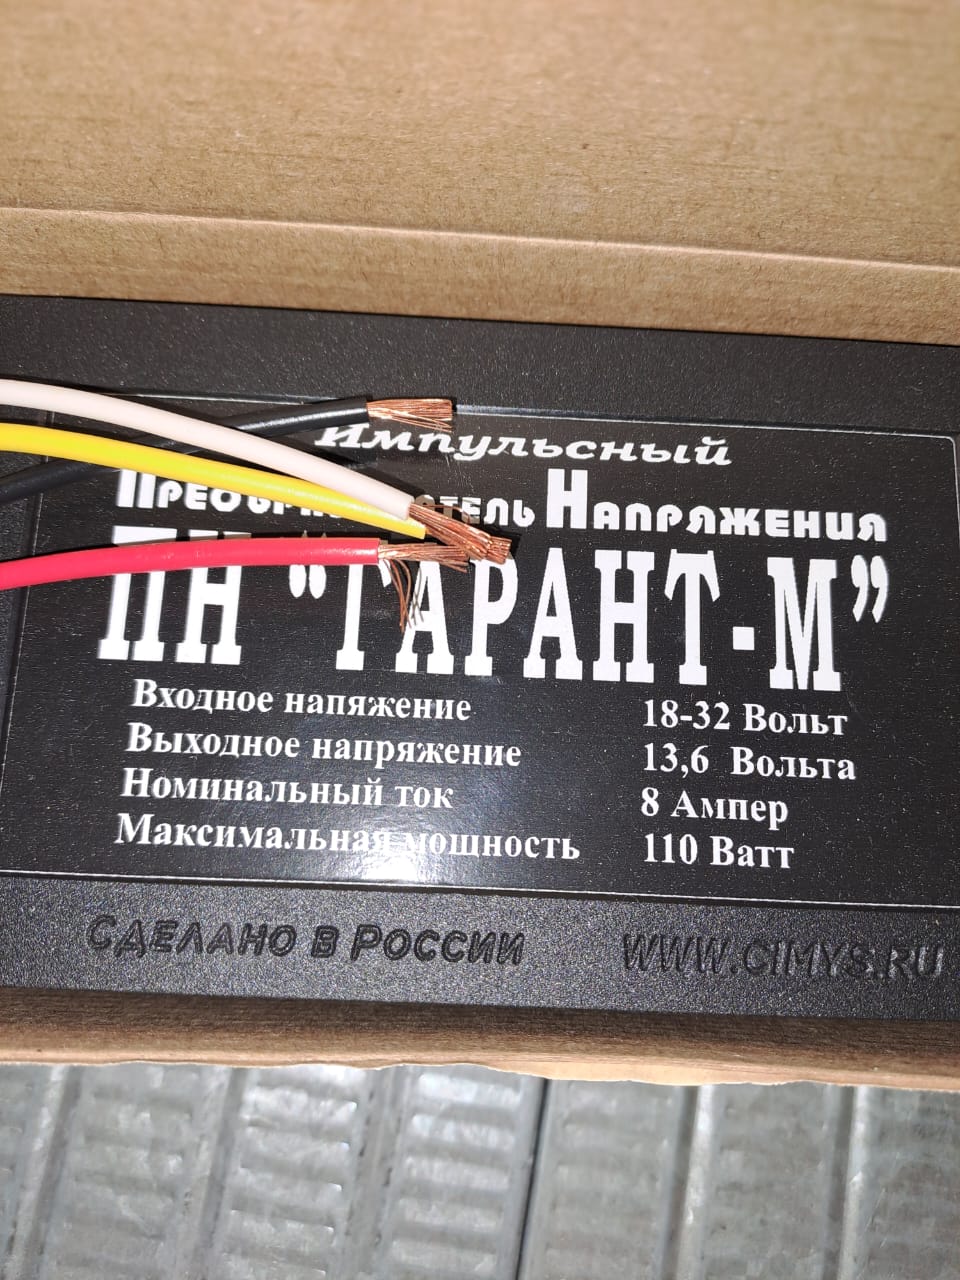 Импульсный
Напряжения
ПН "ГАРАНТ-М"
Входное напяжение 18-32 Вольт
Выходное напряжение 13,6 Вольта
Номинальный ток 8 Ампер
Максимальная мощность 110 Ватт
Сделано в России WWW.CIMYS.RU